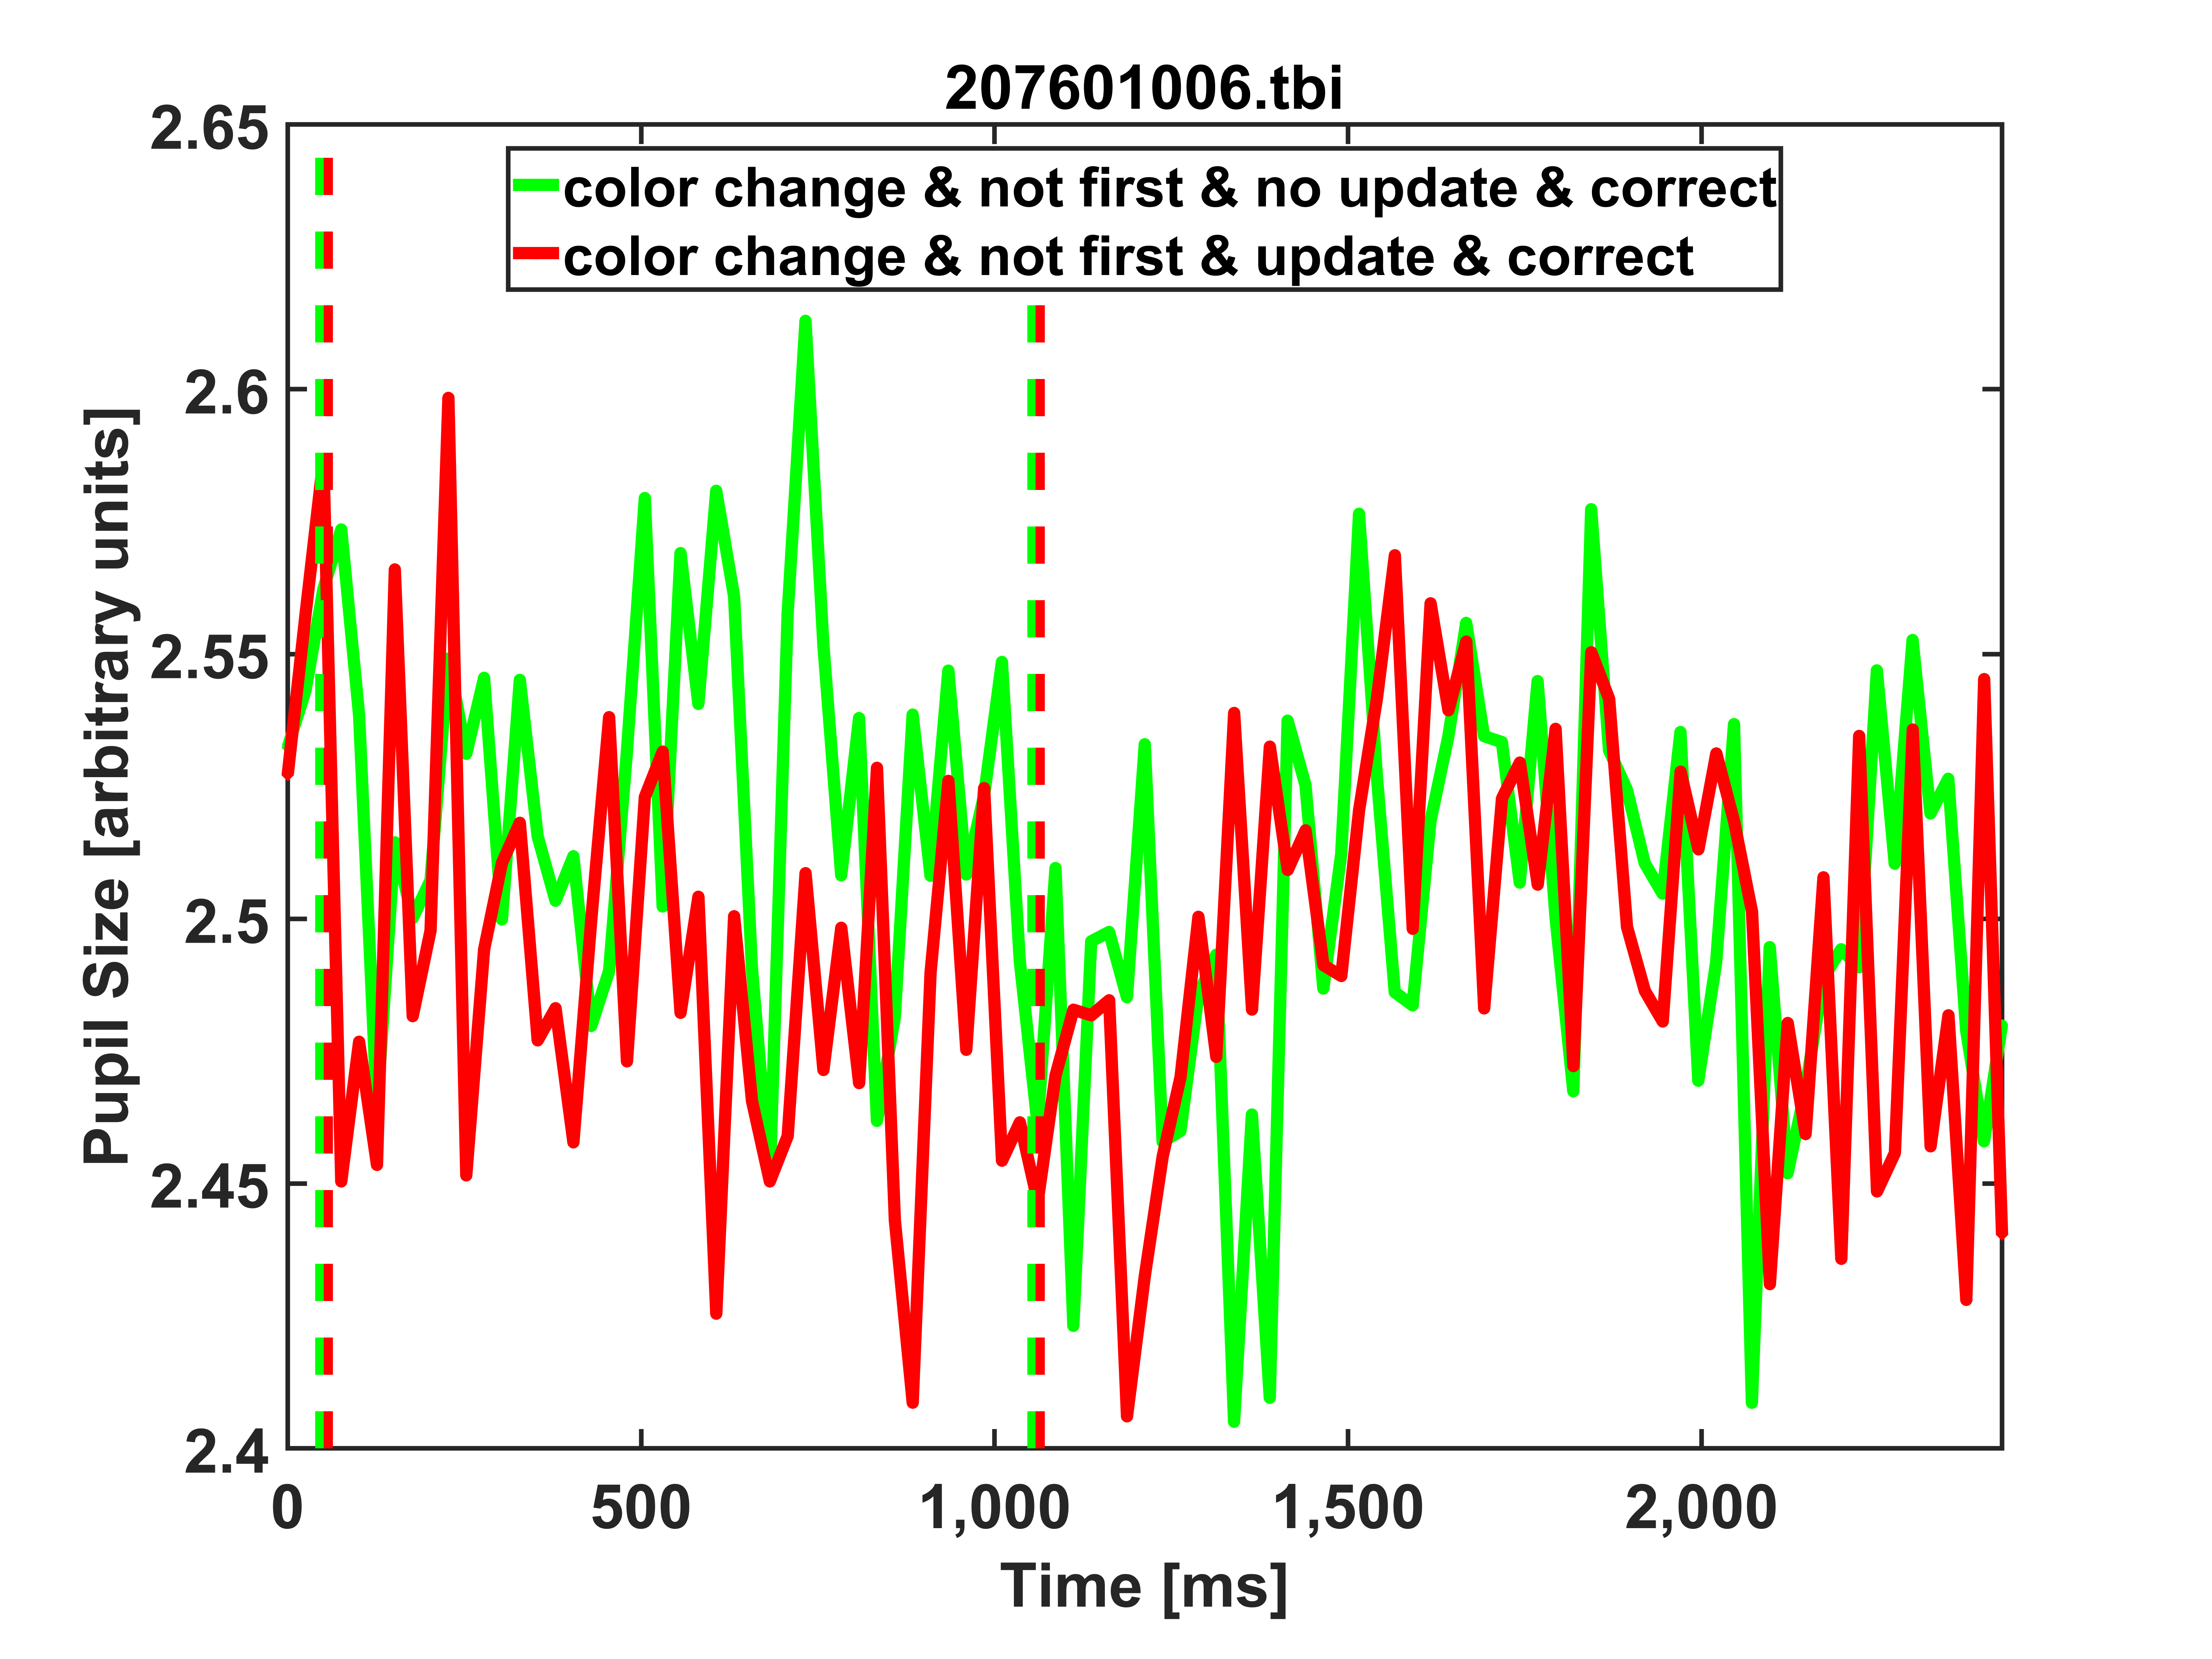 207601006.tbi
color change & not first & no update & correct
color change & not first & update & correct
Pupil Size [arbitrary units]
2.65
2.6
2.55
2.5
2.45
2.4
0 500 1,000 1,500 2,000
Time [ms]